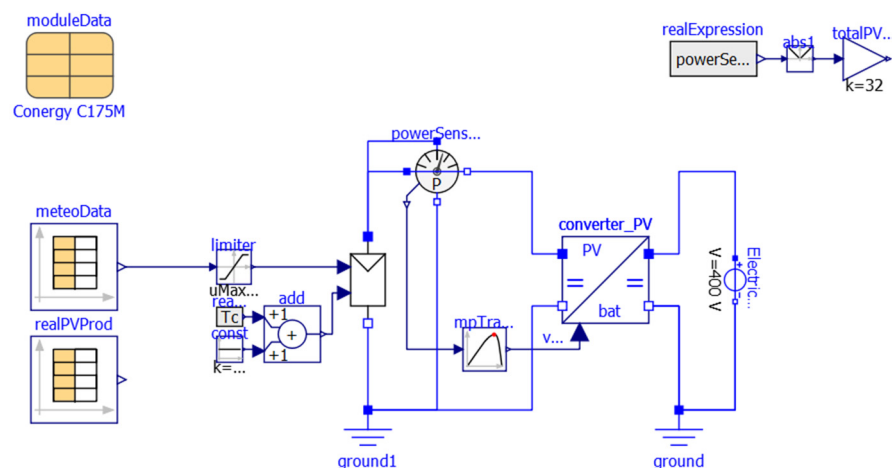 moduleData
Conergy C175M
realExpression
powerSe...
abs1
totalPV...
k=32
powerSens...
P
meteoData
limiter
uMax...
rea...
Tc
const
k=...
add
+1
+
+1
converter_PV
PV
=
=
bat
Electric...
+
-
V=400 V
realPVProd
mpTra...
v...
ground1
ground